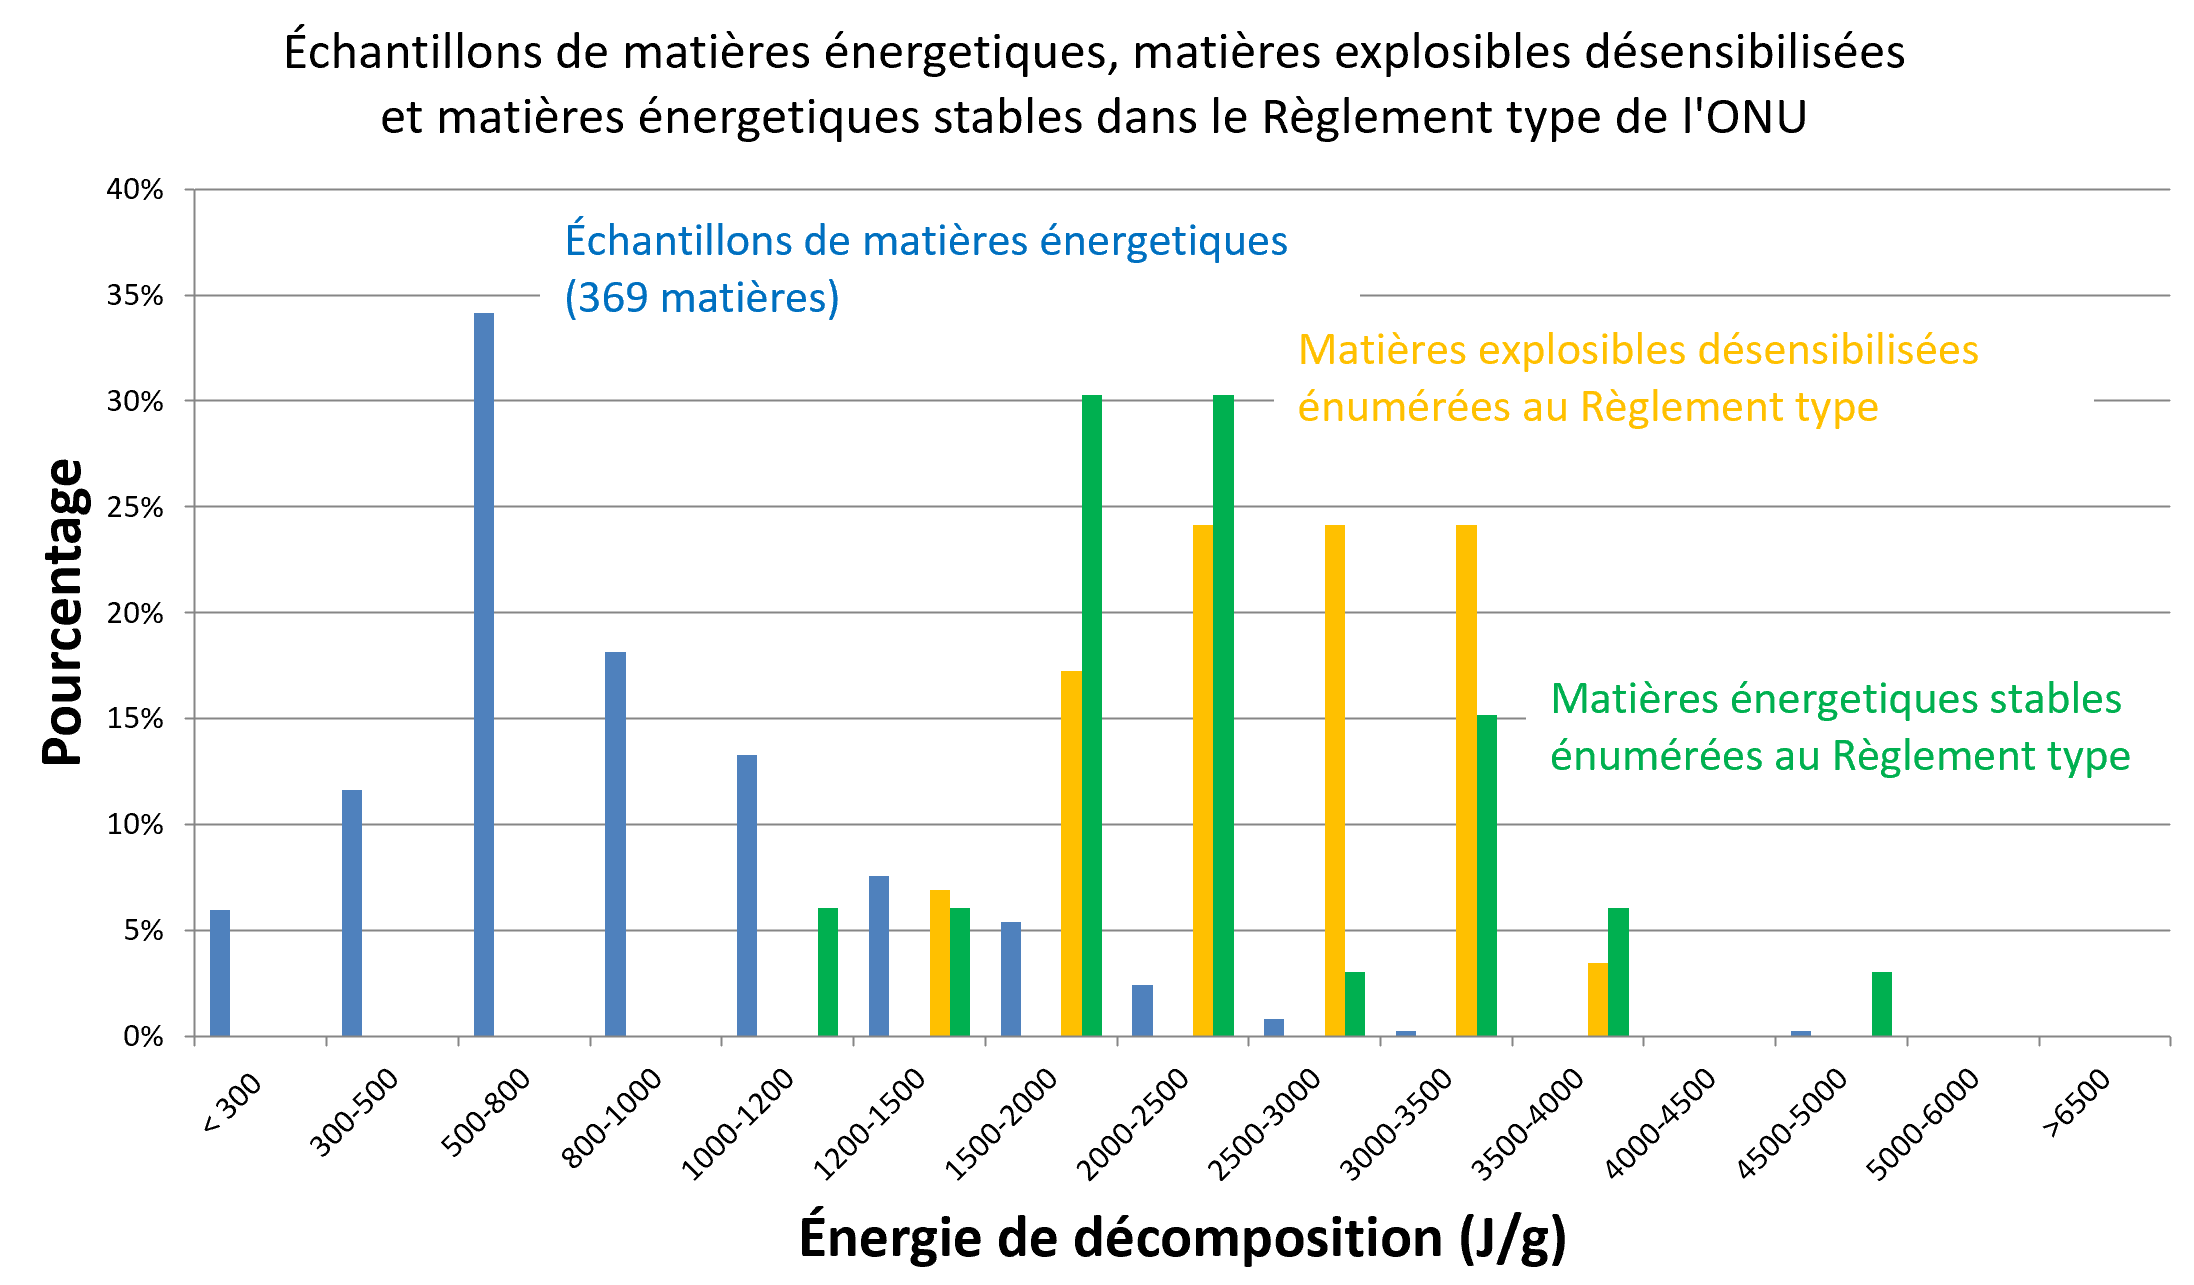 Échantillons de matières énergetiques, matières explosibles désensibilisées
et matières énergetiques stables dans le Règlement type de l'ONU
40%
35%
30%
25%
20%
15%
10%
5%
0%
Pourcentage
Échantillons de matières énergetiques
(369 matières)
Matières explosibles désensibilisées
énumérées au Règlement type
Matières énergetiques stables
énumérées au Règlement type
< 300
300-500
500-800
800-1000
1000-1200
1200-1500
1500-2000
2000-2500
2500-3000
3000-3500
3500-4000
4000-4500
4500-5000
5000-6000
>6500
Énergie de décomposition (J/g)